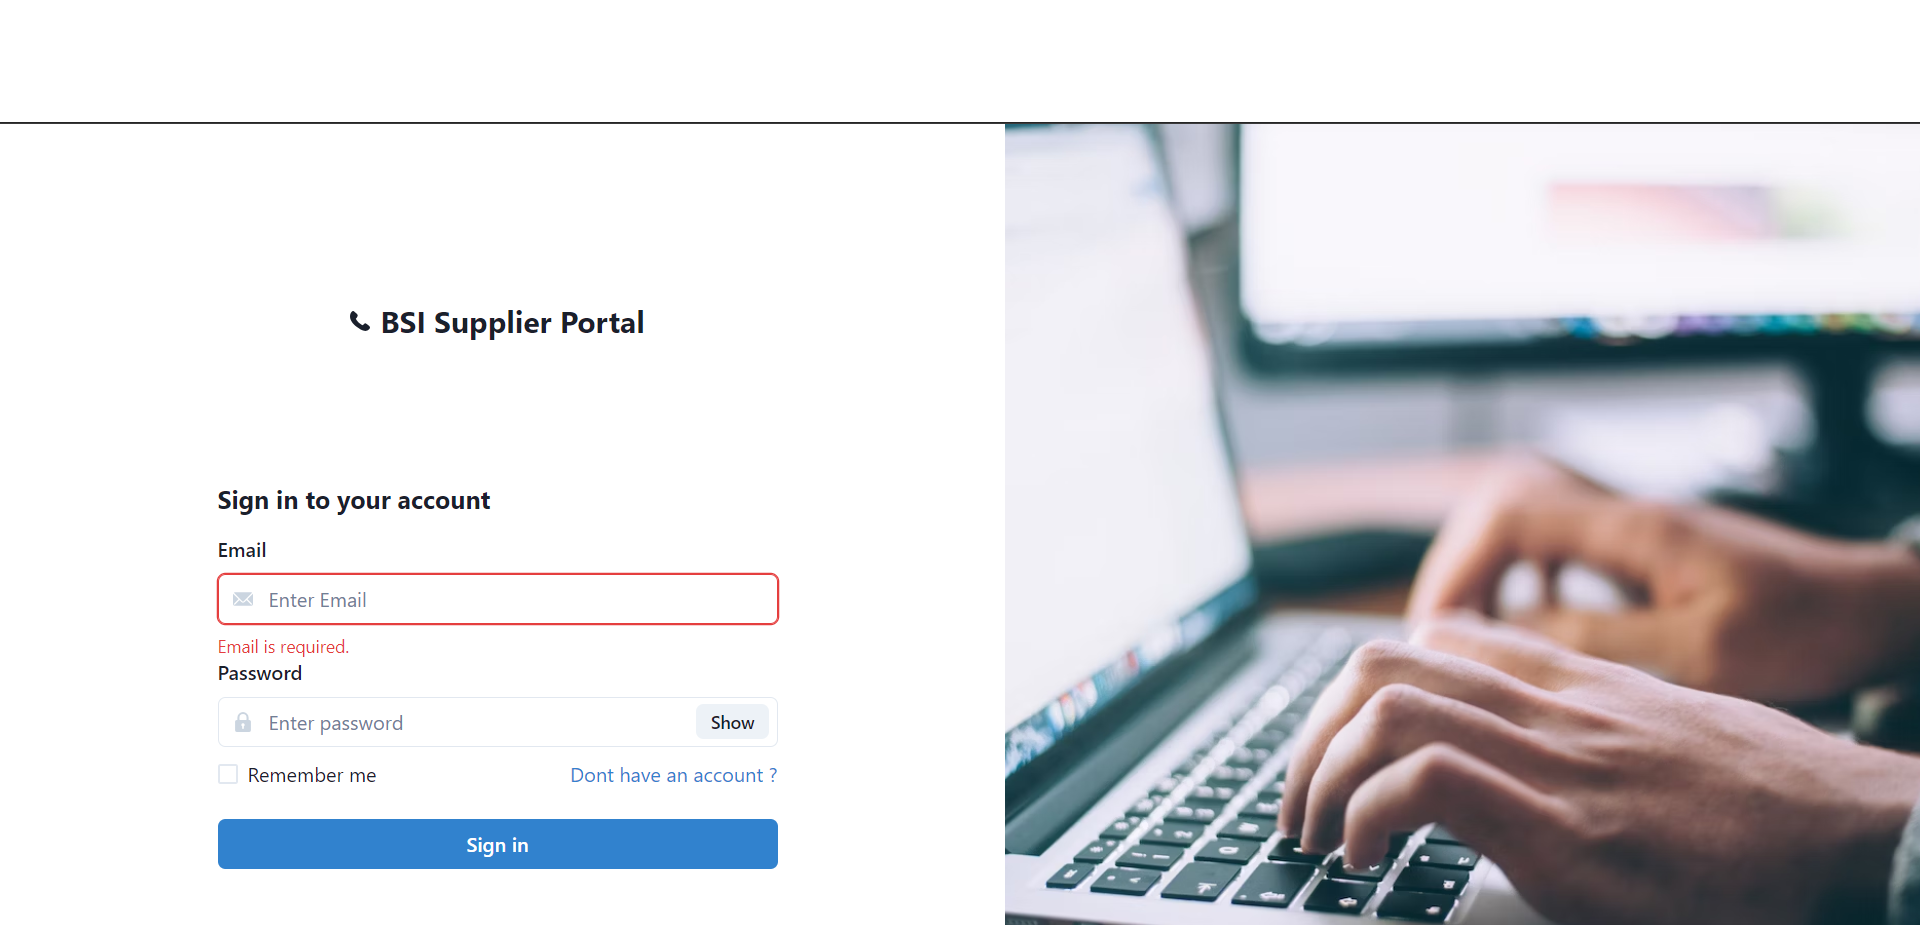 BSI Supplier Portal
Sign in to your account
Email
Enter Email
Email is required.
Password
Enter password
Show
Remember me
Dont have an account ?
Sign in